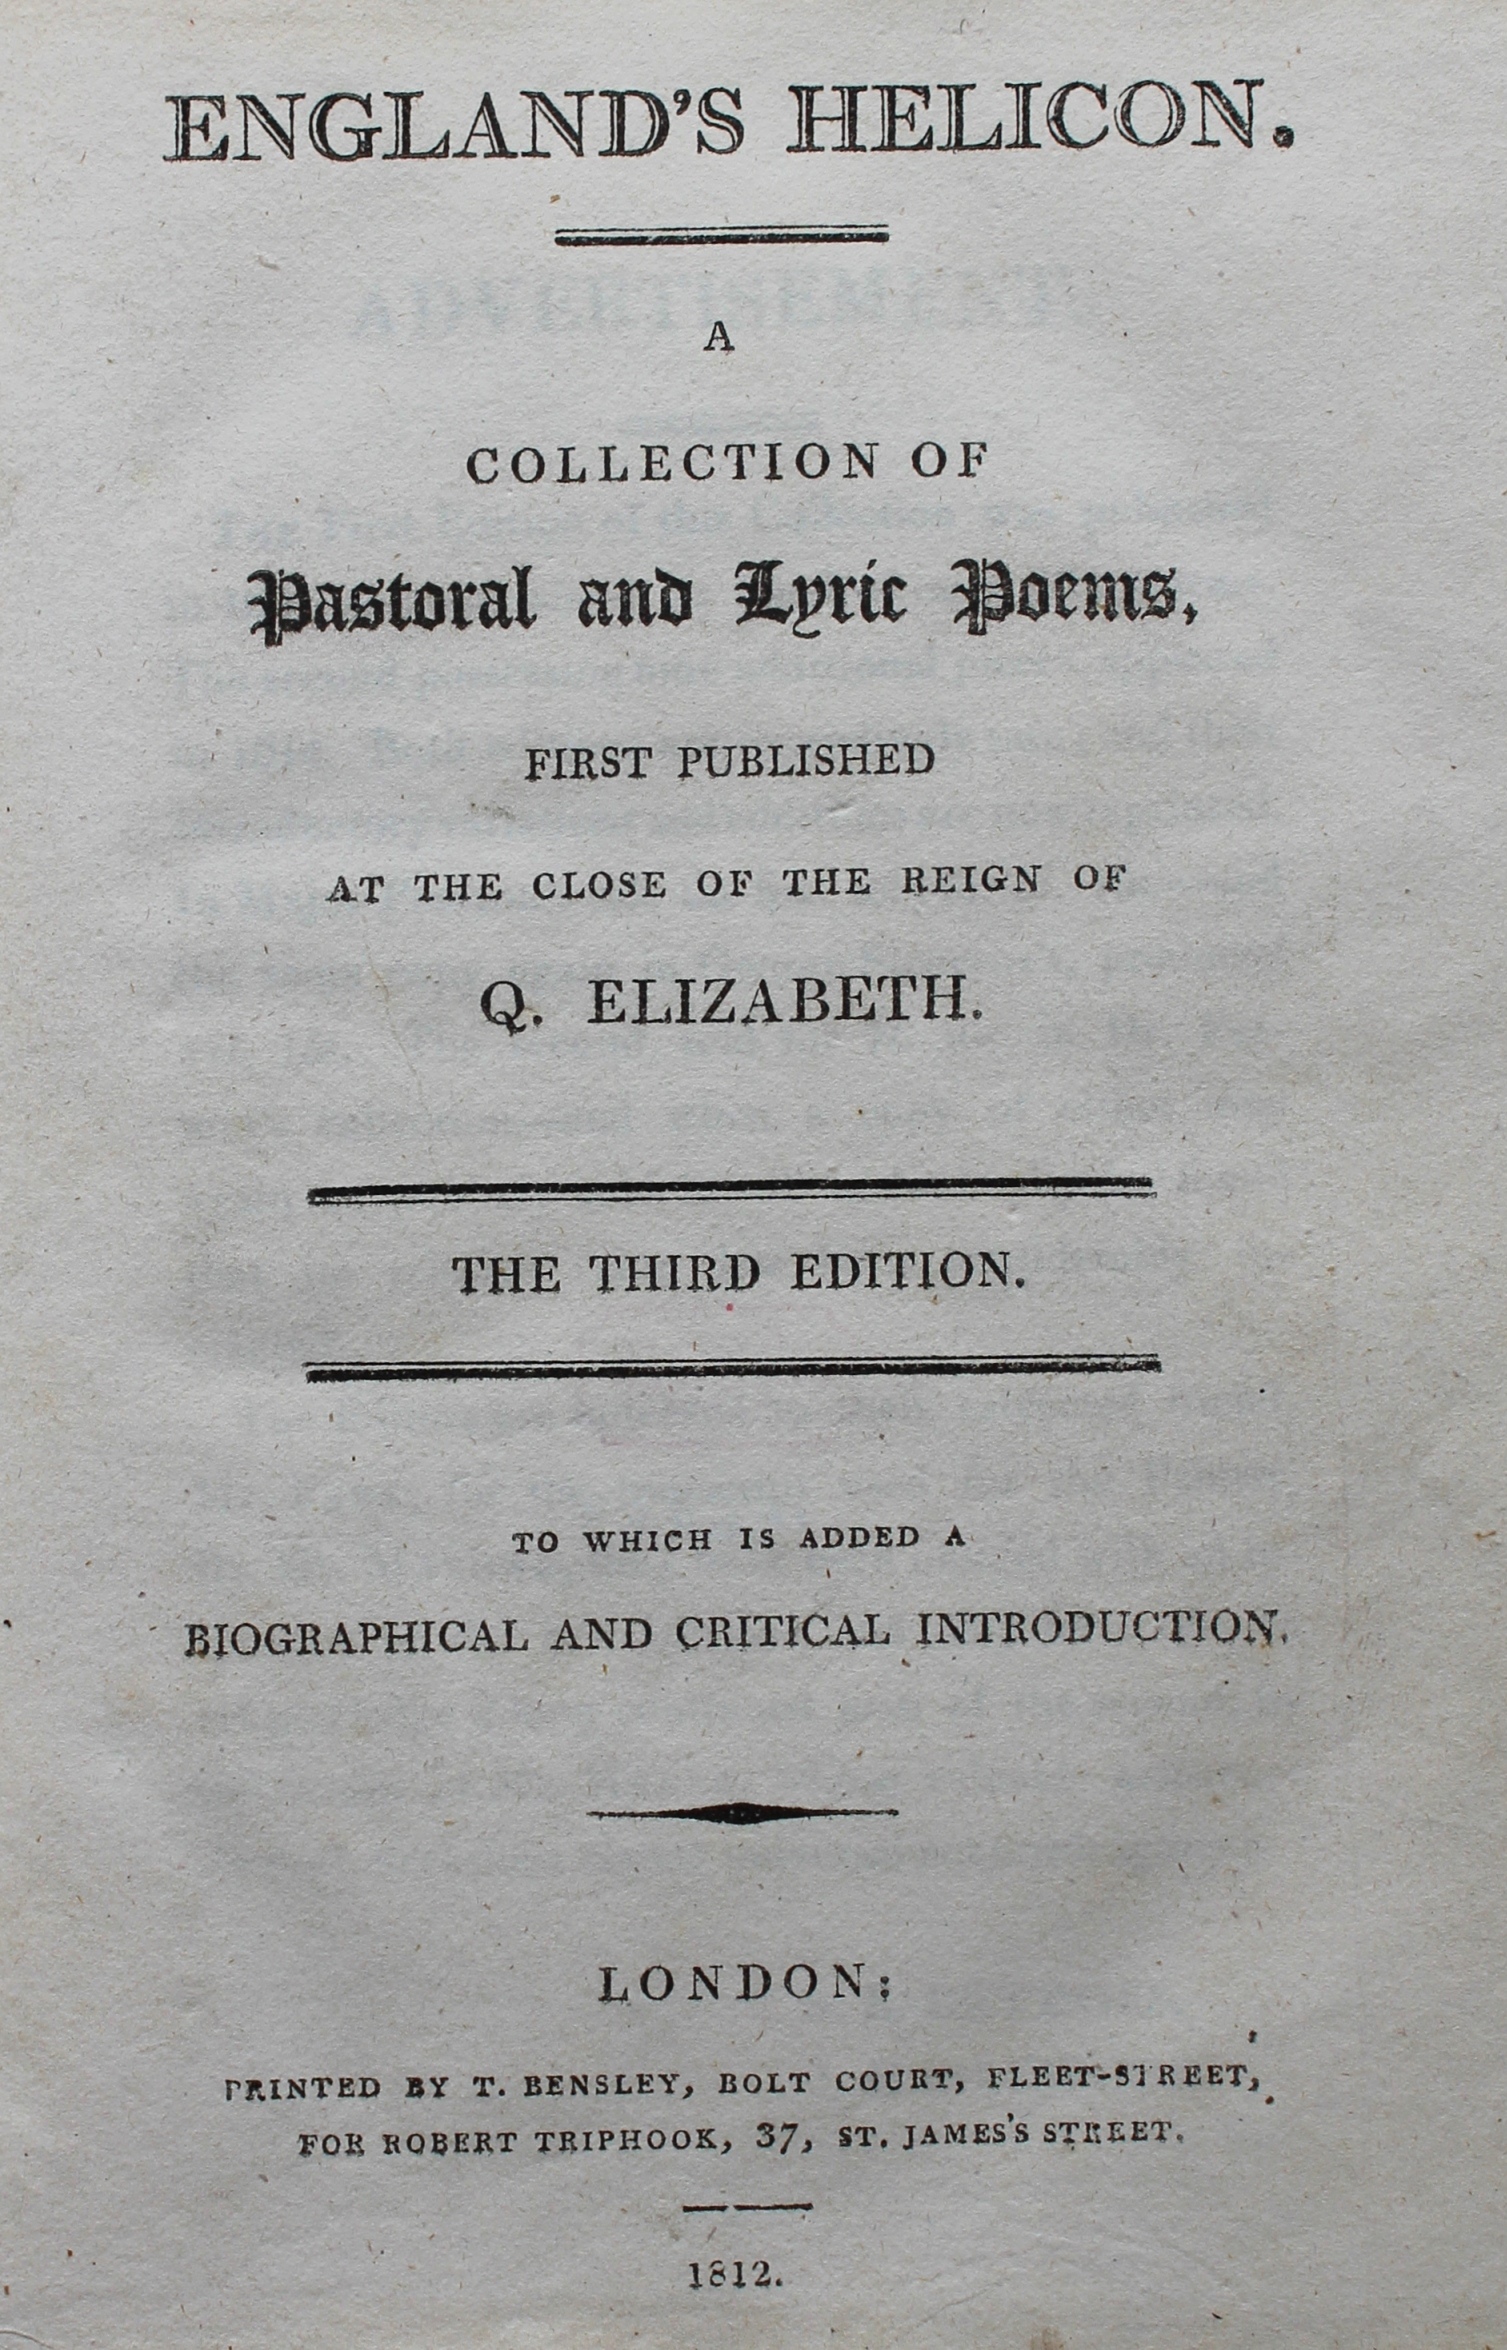 ENGLAND'S HELICON.
A
COLLECTION OF
Pastoral and Lyric Poems,
FIRST PUBLISHED
AT THE CLOSE OF THE REIGN OF
Q. ELIZABETH.
THE THIRD EDITION.
TO WHICH IS ADDED A
BIOGRAPHICAL AND CRITICAL INTRODUCTION.
LONDON:
PRINTED BY T. BENSLEY, BOLT COURT, FLEET-STREET,
FOR ROBERT TRIPHOOK, 37, ST. JAMES'S STREET.
1812.